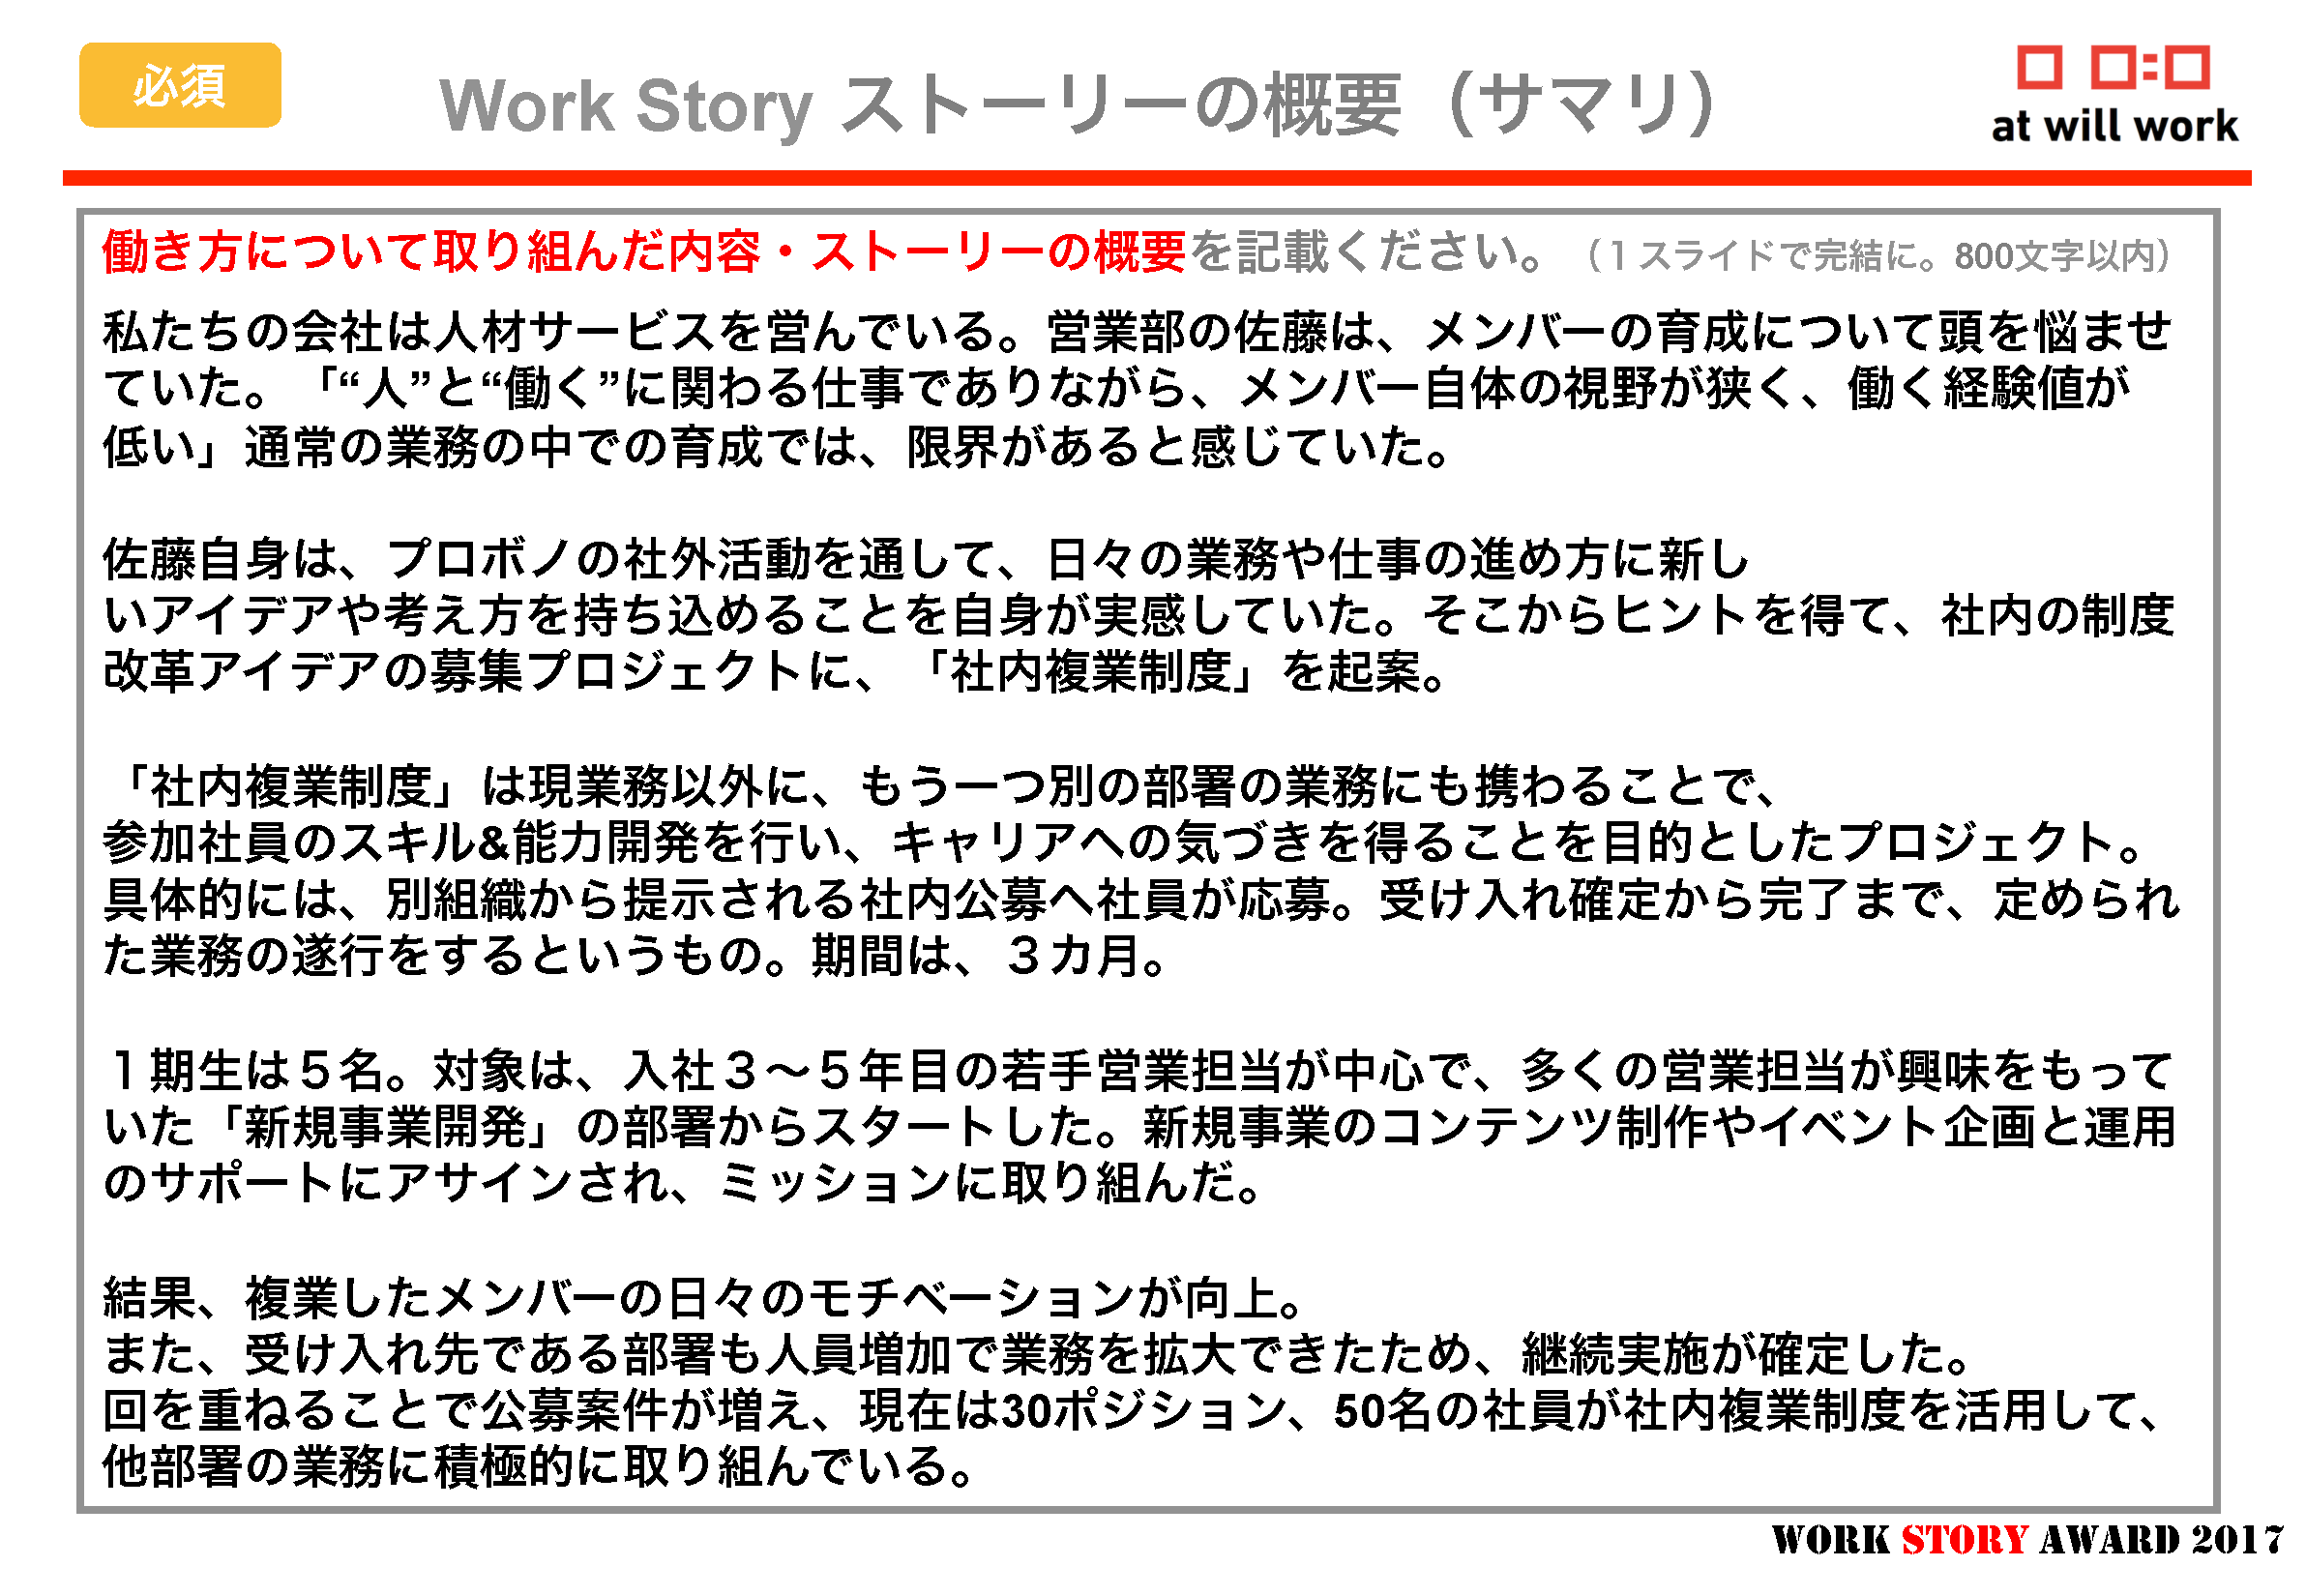 必須
Work Story ストーリーの概要（サマリ）
at will work
働き方について取り組んだ内容・ストーリーの概要を記載ください。（１スライドで完結に。800文字以内）
私たちの会社は人材サービスを営んでいる。営業部の佐藤は、メンバーの育成について頭を悩ませ
ていた。「“人”と“働く”に関わる仕事でありながら、メンバー自体の視野が狭く、働く経験値が
低い」通常の業務の中での育成では、限界があると感じていた。
佐藤自身は、プロボノの社外活動を通して、日々の業務や仕事の進め方に新し
いアイデアや考え方を持ち込めることを自身が実感していた。そこからヒントを得て、社内の制度
改革アイデアの募集プロジェクトに、「社内複業制度」を起案。
「社内複業制度」は現業務以外に、もう一つ別の部署の業務にも携わることで、
参加社員のスキル&能力開発を行い、キャリアへの気づきを得ることを目的としたプロジェクト。
具体的には、別組織から提示される社内公募へ社員が応募。受け入れ確定から完了まで、定められ
た業務の遂行をするというもの。期間は、３カ月。
１期生は５名。対象は、入社３〜５年目の若手営業担当が中心で、多くの営業担当が興味をもって
いた「新規事業開発」の部署からスタートした。新規事業のコンテンツ制作やイベント企画と運用
のサポートにアサインされ、ミッションに取り組んだ。
結果、複業したメンバーの日々のモチベーションが向上。
また、受け入れ先である部署も人員増加で業務を拡大できたため、継続実施が確定した。
回を重ねることで公募案件が増え、現在は30ポジション、50名の社員が社内複業制度を活用して、
他部署の業務に積極的に取り組んでいる。
WORK STORY AWARD 2017